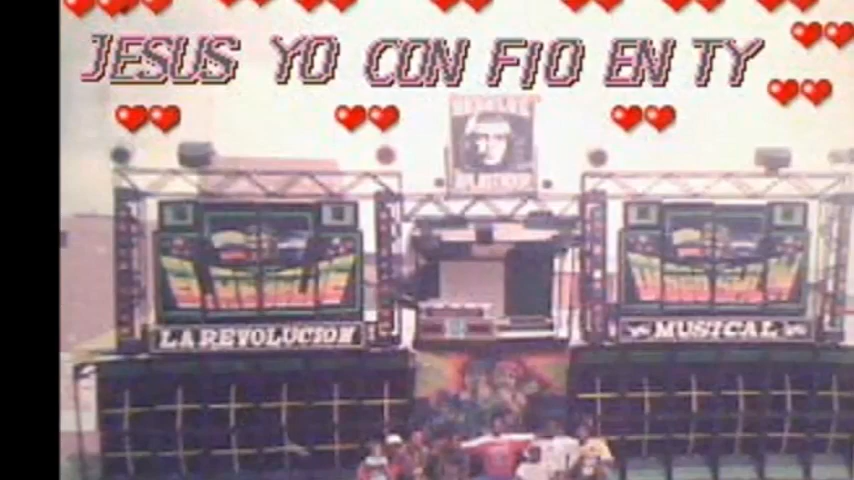 JESUS YO CON FIO EN TY
LA REVOLUCION
MUSICAL